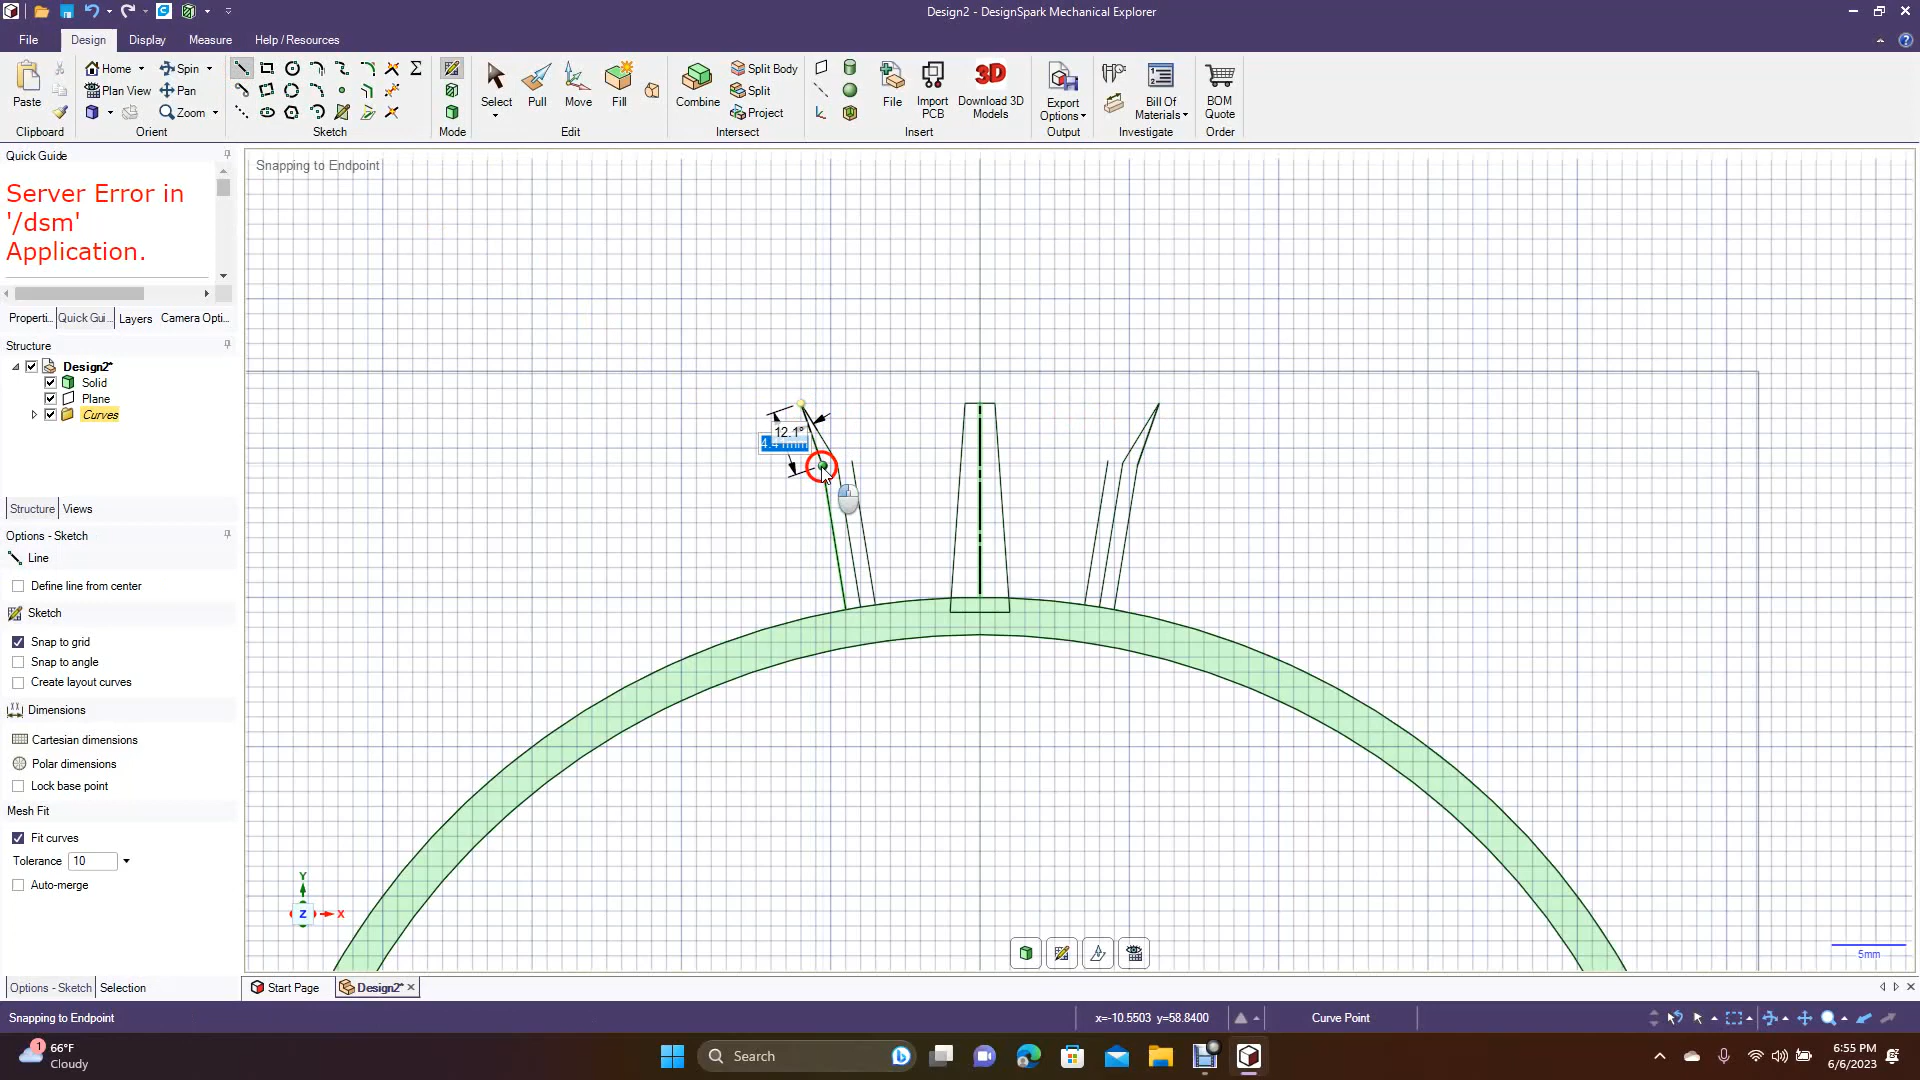 Design2 - DesignSpark Mechanical Explorer
File Design Display Measure Help / Resources
Paste
Clipboard
Home Spin
Plan View Pan
Zoom
Orient
Sketch
Mode
Select Pull Move Fill
Edit
Combine
Split Body
Split
Project
Intersect
File Import PCB Download 3D Models
Insert
Export Options
Output
Bill Of Materials
Investigate
BOM Quote
Order
3D
Quick Guide
Server Error in
'/dsm'
Application.
Properti... Quick Gui... Layers Camera Opti...
Structure
Design2*
Solid
Plane
Curves
Structure Views
Options - Sketch
Line
Define line from center
Sketch
Snap to grid
Snap to angle
Create layout curves
Dimensions
Cartesian dimensions
Polar dimensions
Lock base point
Mesh Fit
Fit curves
Tolerance 10
Auto-merge
Options - Sketch Selection
Snapping to Endpoint
12.1°
Y
Z X
5mm
Start Page Design2*
Snapping to Endpoint
x=-10.5503 y=58.8400
Curve Point
1
66°F
Cloudy
Search
6:55 PM
6/6/2023